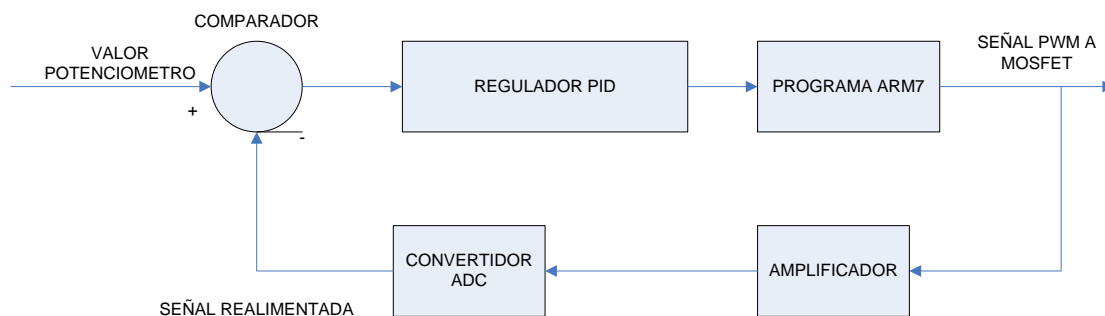 COMPARADOR
VALOR
POTENCIOMETRO
+
-
REGULADOR PID
PROGRAMA ARM7
SEÑAL PWM A
MOSFET
CONVERTIDOR
ADC
AMPLIFICADOR
SEÑAL REALIMENTADA